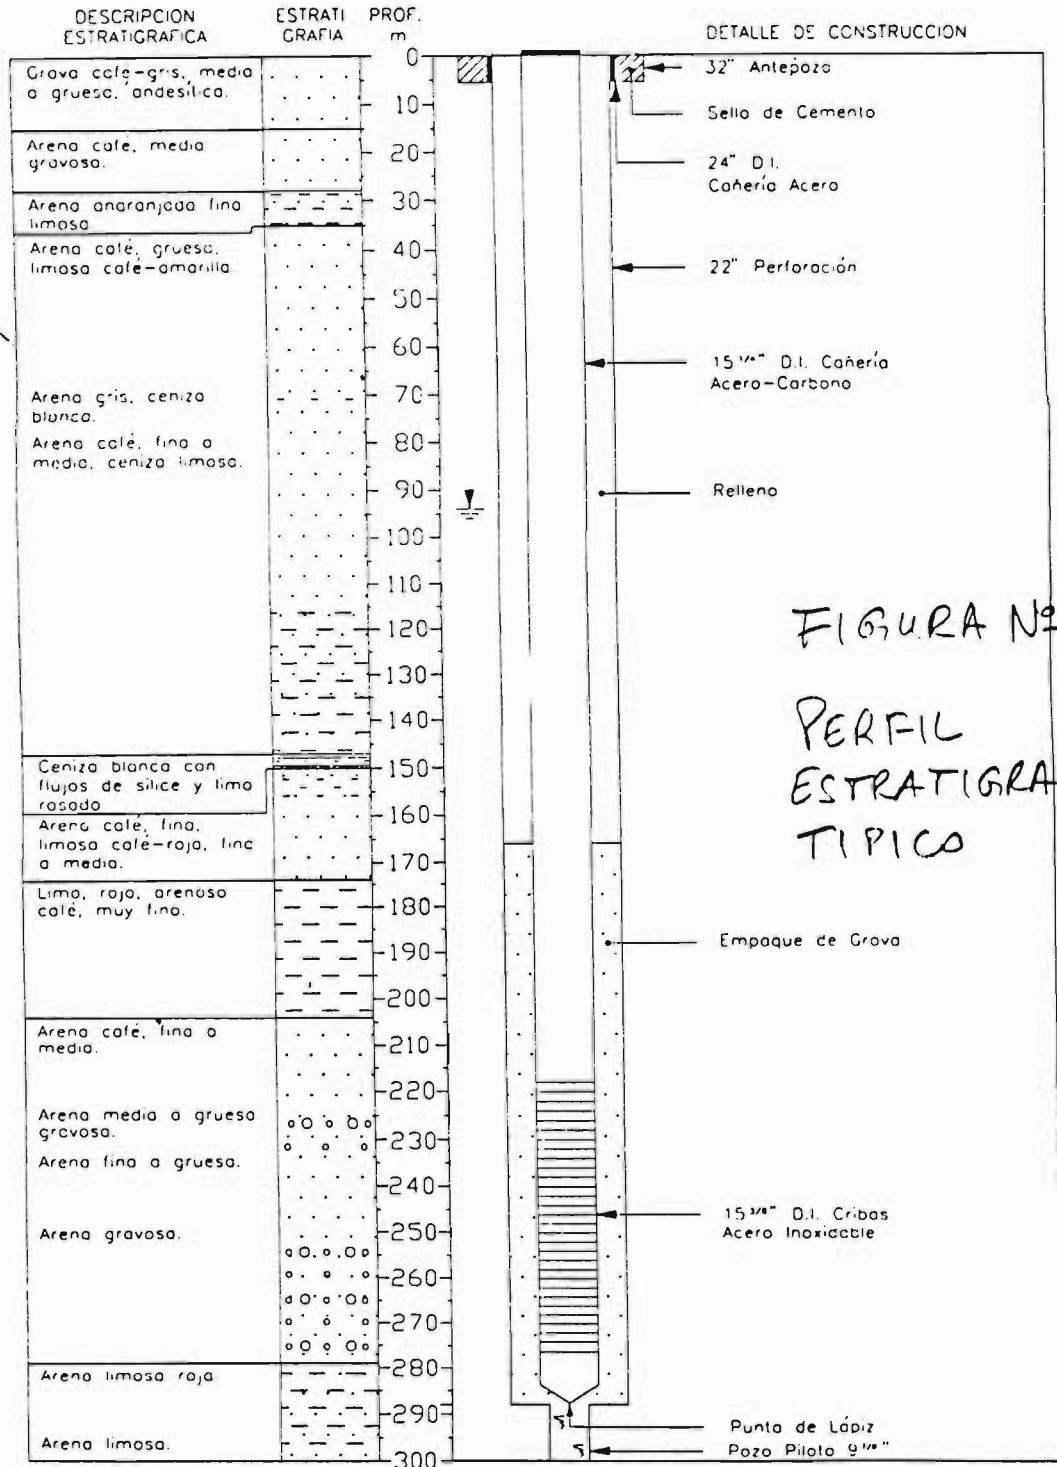 DESCRIPCION
ESTRATIGRAFICA
ESTRATI
GRAFIA
PROF.
m
DETALLE DE CONSTRUCCION
Grava café-gris, media
a gruesa, andesítica.
Arena café, media
gravosa.
Arena anaranjada fina
limosa
Arena café, gruesa,
limosa café-amarilla.
Arena gris, ceniza
blanca.
Arena café, fina a
media, ceniza limosa.
Ceniza blanca con
flujos de sílice y limo
rosado
Arena café, fina,
limosa café-roja, fina
a media.
Limo, rojo, arenoso
café, muy fino.
Arena café, fina a
media.
Arena media a gruesa
gravosa.
Arena fina a gruesa.
Arena gravosa.
Arena limosa roja
Arena limosa.
0
10
20
30
40
50
60
70
80
90
100
110
120
130
140
150
160
170
180
190
200
210
220
230
240
250
260
270
280
290
300
32" Antepozo
Sello de Cemento
24" D.I.
Cañería Acero
22" Perforación
D.I. Cañería
Acero-Carbono
Relleno
FIGURA Nº
PERFIL
ESTRATIGRA
TIPICO
Empaque de Grava
15 3/8" D.I. Cribas
Acero Inoxidable
Punta de Lápiz
Pozo Piloto